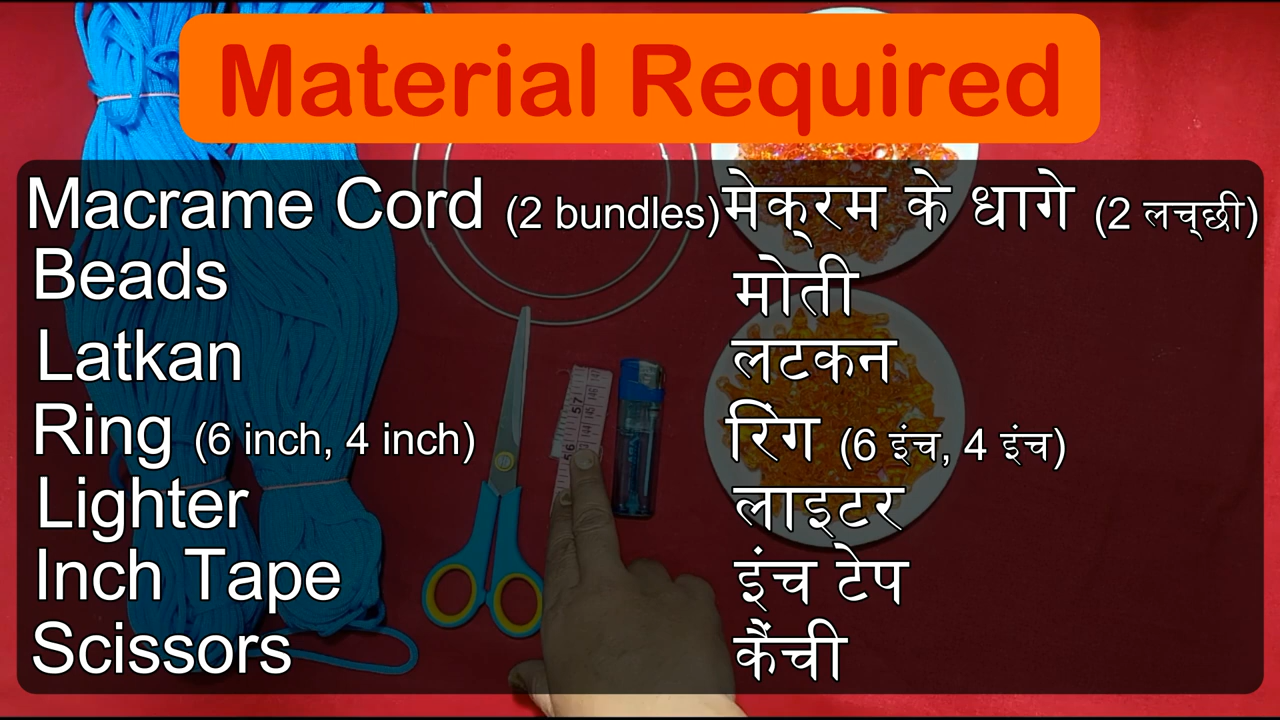 Material Required
Macrame Cord (2 bundles) मेक्रम के धागे (2 लच्छी)
Beads मोती
Latkan लटकन
Ring (6 inch, 4 inch) रिंग (6 इंच, 4 इंच)
Lighter लाइटर
Inch Tape इंच टेप
Scissors कैंची